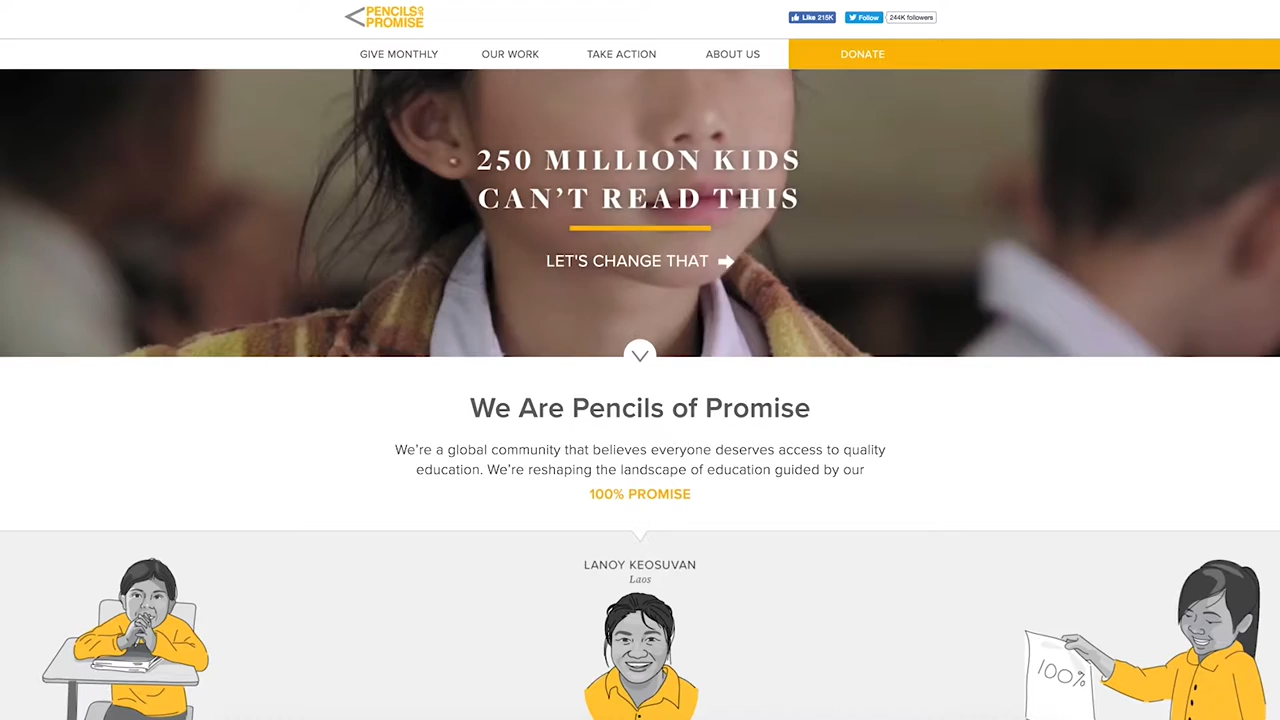 PENCILS OF
PROMISE
Like 215K
Follow
244K followers
GIVE MONTHLY
OUR WORK
TAKE ACTION
ABOUT US
DONATE
250 MILLION KIDS
CAN'T READ THIS
LET'S CHANGE THAT
We Are Pencils of Promise
We're a global community that believes everyone deserves access to quality
education. We're reshaping the landscape of education guided by our
100% PROMISE
LANOY KEOSUVAN
Laos
100%